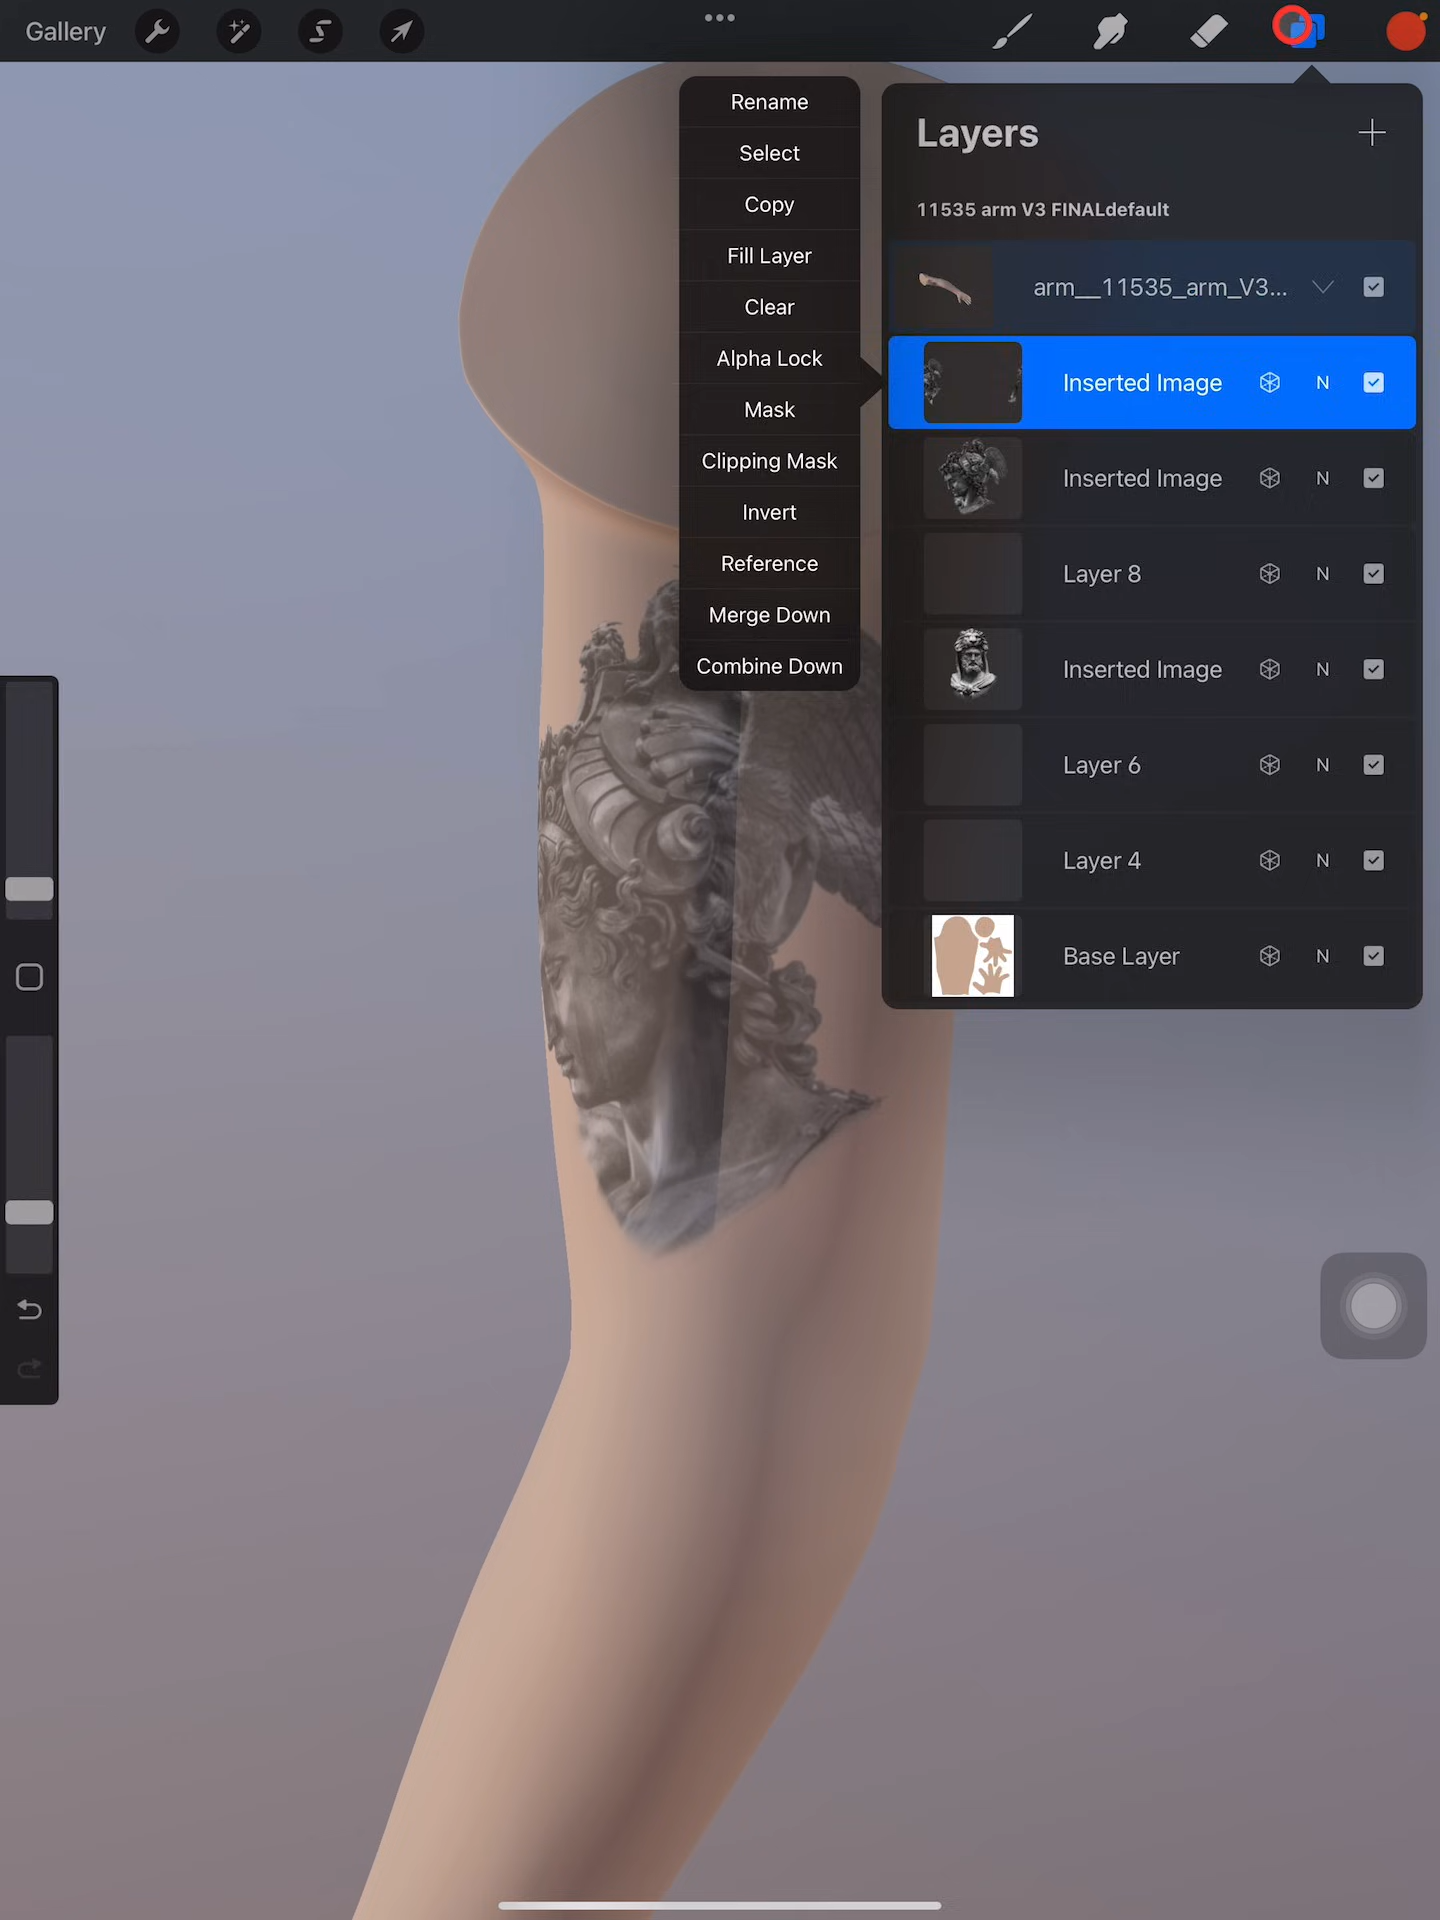 Gallery
Rename
Select
Copy
Fill Layer
Clear
Alpha Lock
Mask
Clipping Mask
Invert
Reference
Merge Down
Combine Down
Layers
11535 arm V3 FINALdefault
arm__11535_arm_V3...
Inserted Image N
Inserted Image N
Layer 8 N
Inserted Image N
Layer 6 N
Layer 4 N
Base Layer N